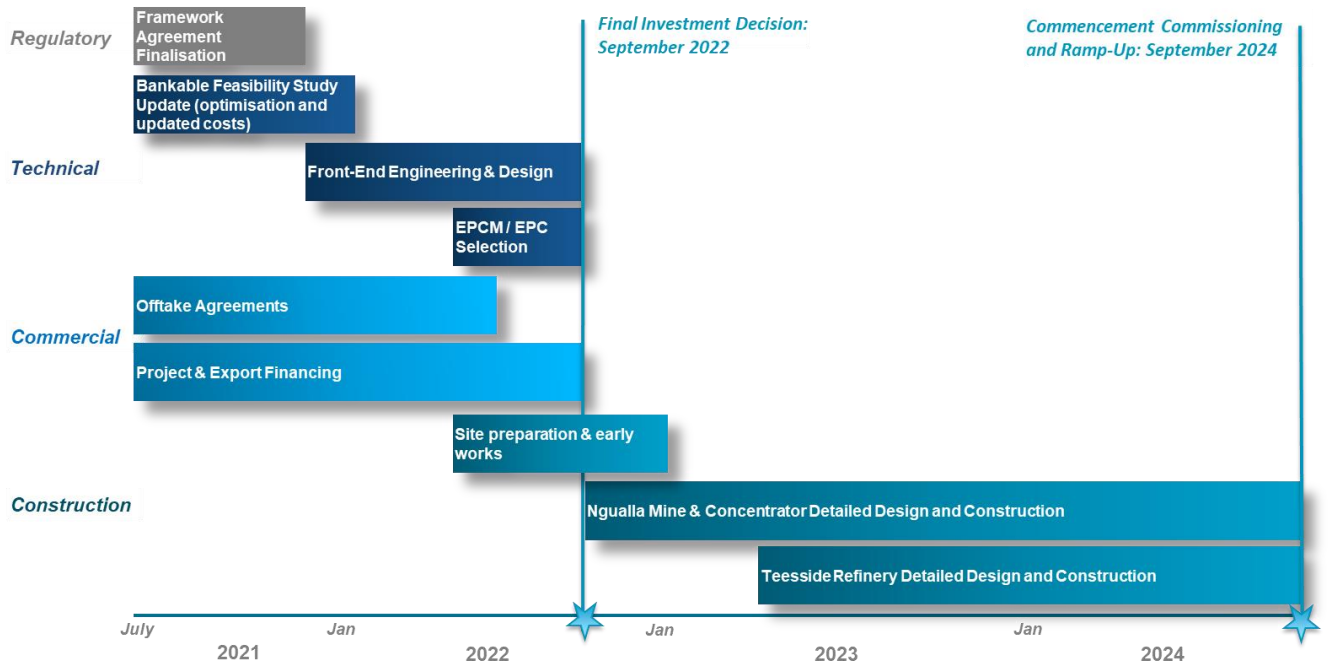 Regulatory
Framework
Agreement
Finalisation
Final Investment Decision:
September 2022
Commencement Commissioning
and Ramp-Up: September 2024
Bankable Feasibility Study
Update (optimisation and
updated costs)
Technical
Front-End Engineering & Design
EPCM / EPC
Selection
Offtake Agreements
Commercial
Project & Export Financing
Site preparation & early
works
Construction
Ngualla Mine & Concentrator Detailed Design and Construction
Teesside Refinery Detailed Design and Construction
July Jan Jan Jan
2021 2022 2023 2024